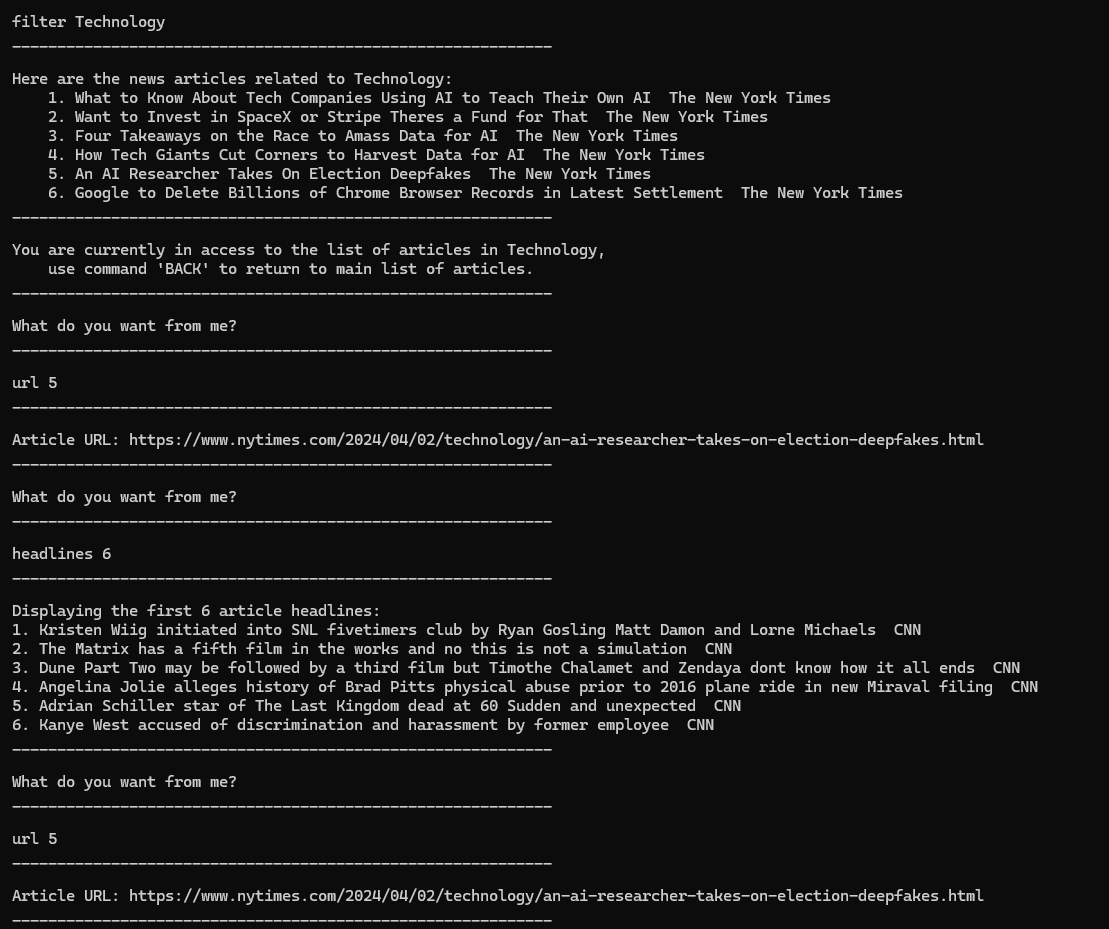 filter Technology
____________________________________________________________
Here are the news articles related to Technology:
    1. What to Know About Tech Companies Using AI to Teach Their Own AI  The New York Times
    2. Want to Invest in SpaceX or Stripe Theres a Fund for That  The New York Times
    3. Four Takeaways on the Race to Amass Data for AI  The New York Times
    4. How Tech Giants Cut Corners to Harvest Data for AI  The New York Times
    5. An AI Researcher Takes On Election Deepfakes  The New York Times
    6. Google to Delete Billions of Chrome Browser Records in Latest Settlement  The New York Times
____________________________________________________________
You are currently in access to the list of articles in Technology,
    use command 'BACK' to return to main list of articles.
____________________________________________________________
What do you want from me?
____________________________________________________________
url 5
____________________________________________________________
Article URL: https://www.nytimes.com/2024/04/02/technology/an-ai-researcher-takes-on-election-deepfakes.html
____________________________________________________________
What do you want from me?
____________________________________________________________
headlines 6
____________________________________________________________
Displaying the first 6 article headlines:
1. Kristen Wiig initiated into SNL fivetimers club by Ryan Gosling Matt Damon and Lorne Michaels  CNN
2. The Matrix has a fifth film in the works and no this is not a simulation  CNN
3. Dune Part Two may be followed by a third film but Timothe Chalamet and Zendaya dont know how it all ends  CNN
4. Angelina Jolie alleges history of Brad Pitts physical abuse prior to 2016 plane ride in new Miraval filing  CNN
5. Adrian Schiller star of The Last Kingdom dead at 60 Sudden and unexpected  CNN
6. Kanye West accused of discrimination and harassment by former employee  CNN
____________________________________________________________
What do you want from me?
____________________________________________________________
url 5
____________________________________________________________
Article URL: https://www.nytimes.com/2024/04/02/technology/an-ai-researcher-takes-on-election-deepfakes.html
____________________________________________________________